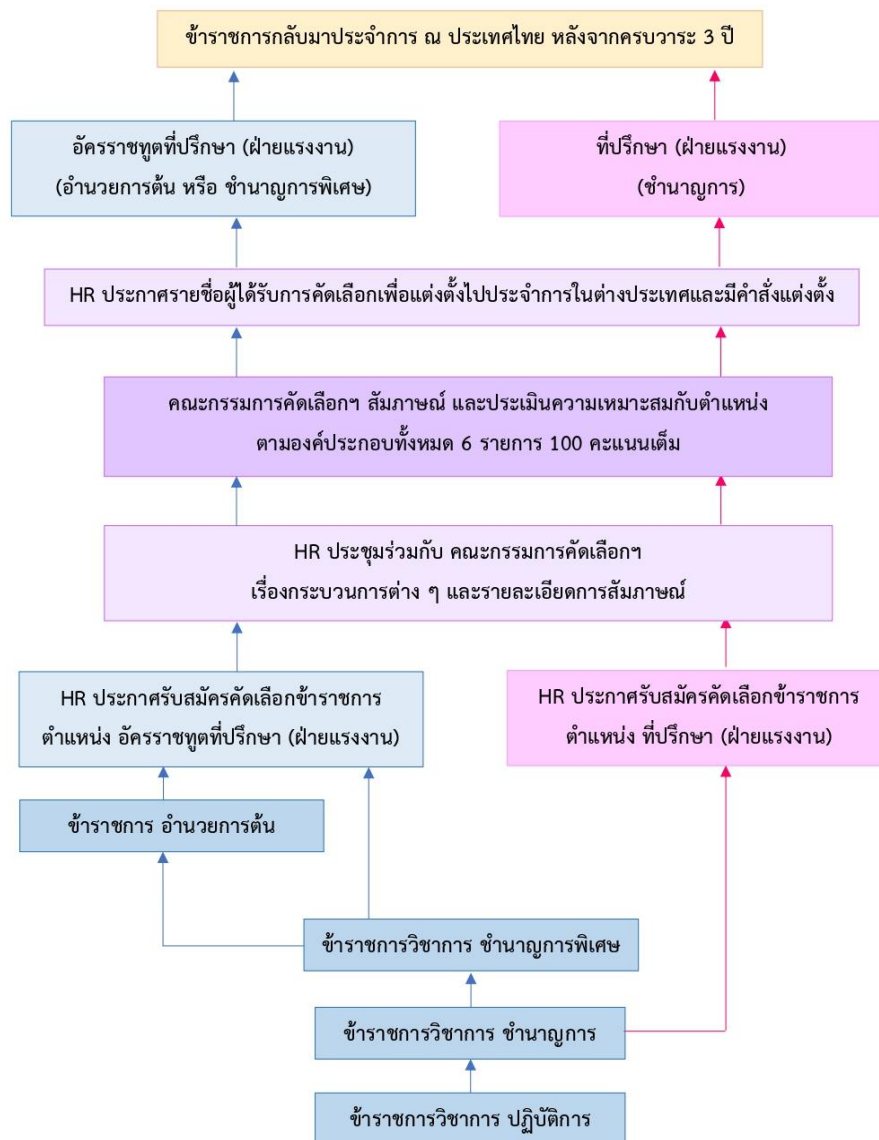 ข้าราชการกลับมาประจำการ ณ ประเทศไทย หลังจากครบวาระ 3 ปี
อัครราชทูตที่ปรึกษา (ฝ่ายแรงงาน)
(อำนวยการต้น หรือ ชำนาญการพิเศษ)
ที่ปรึกษา (ฝ่ายแรงงาน)
(ชำนาญการ)
HR ประกาศรายชื่อผู้ได้รับการคัดเลือกเพื่อแต่งตั้งไปประจำการในต่างประเทศและมีคำสั่งแต่งตั้ง
คณะกรรมการคัดเลือกฯ สัมภาษณ์ และประเมินความเหมาะสมกับตำแหน่ง
ตามองค์ประกอบทั้งหมด 6 รายการ 100 คะแนนเต็ม
HR ประชุมร่วมกับ คณะกรรมการคัดเลือกฯ
เรื่องกระบวนการต่าง ๆ และรายละเอียดการสัมภาษณ์
HR ประกาศรับสมัครคัดเลือกข้าราชการ
ตำแหน่ง อัครราชทูตที่ปรึกษา (ฝ่ายแรงงาน)
HR ประกาศรับสมัครคัดเลือกข้าราชการ
ตำแหน่ง ที่ปรึกษา (ฝ่ายแรงงาน)
ข้าราชการ อำนวยการต้น
ข้าราชการวิชาการ ชำนาญการพิเศษ
ข้าราชการวิชาการ ชำนาญการ
ข้าราชการวิชาการ ปฏิบัติการ